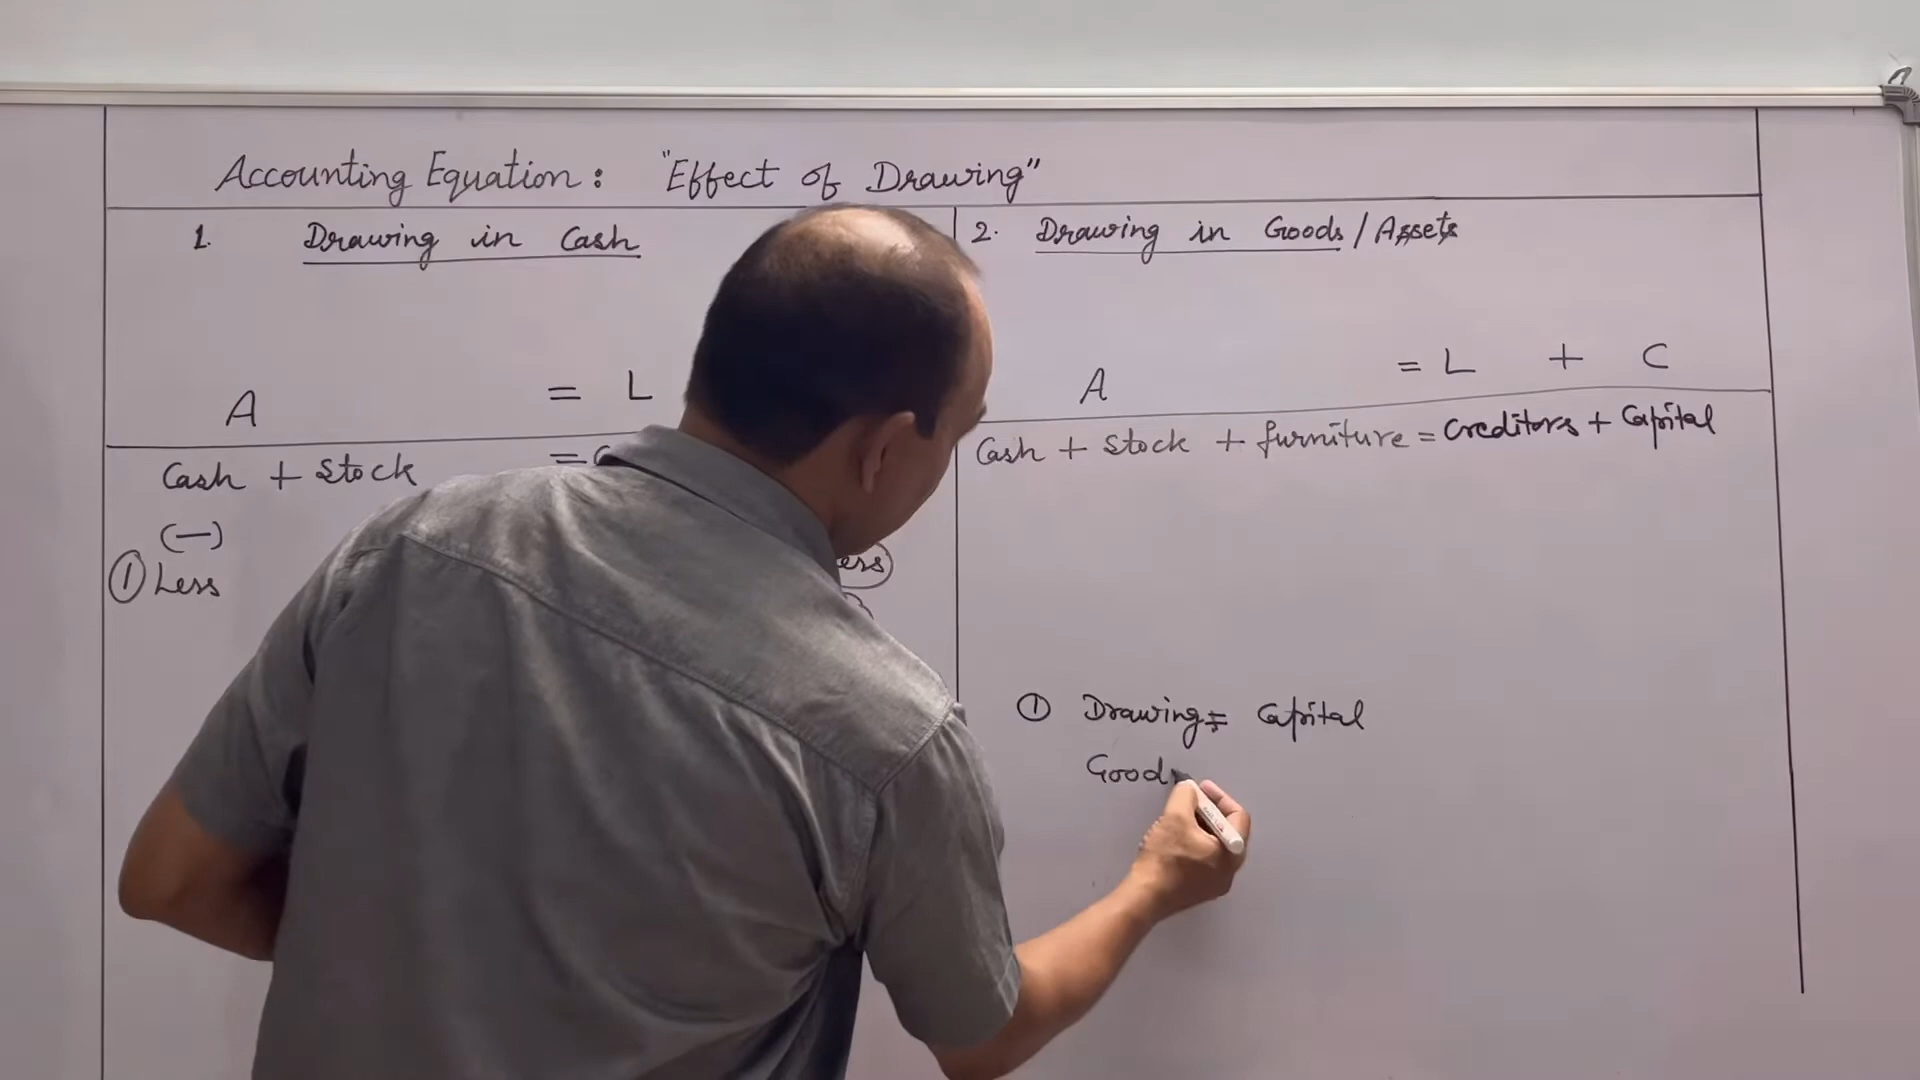 Accounting Equation: "Effect of Drawing"
1. Drawing in Cash
A = L
Cash + Stock =
(—)
① Less
2. Drawing in Goods / Assets
A = L + C
Cash + Stock + furniture = Creditors + Capital
① Drawing = Capital
Good